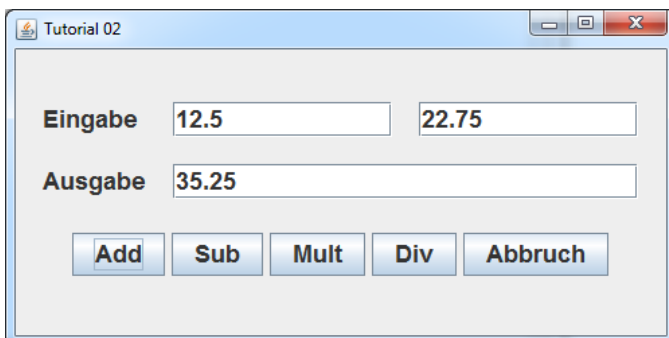 Tutorial 02
Eingabe 12.5 22.75
Ausgabe 35.25
Add Sub Mult Div Abbruch